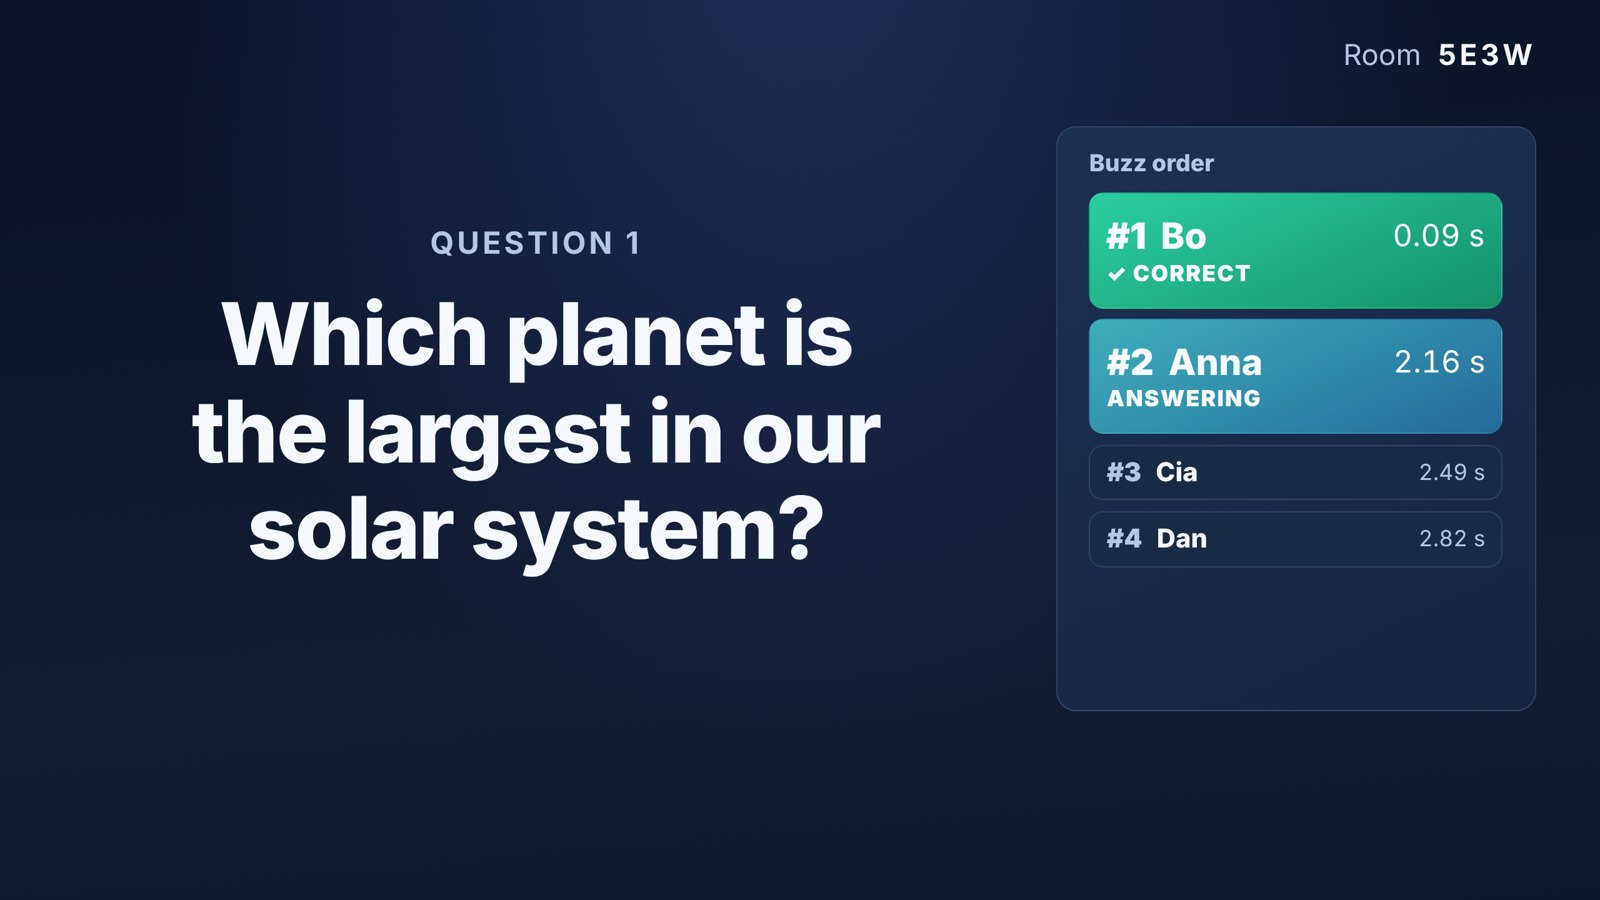 Room 5E3W
QUESTION 1
Which planet is
the largest in our
solar system?
Buzz order
#1 Bo 0.09 s
✓ CORRECT
#2 Anna 2.16 s
ANSWERING
#3 Cia 2.49 s
#4 Dan 2.82 s